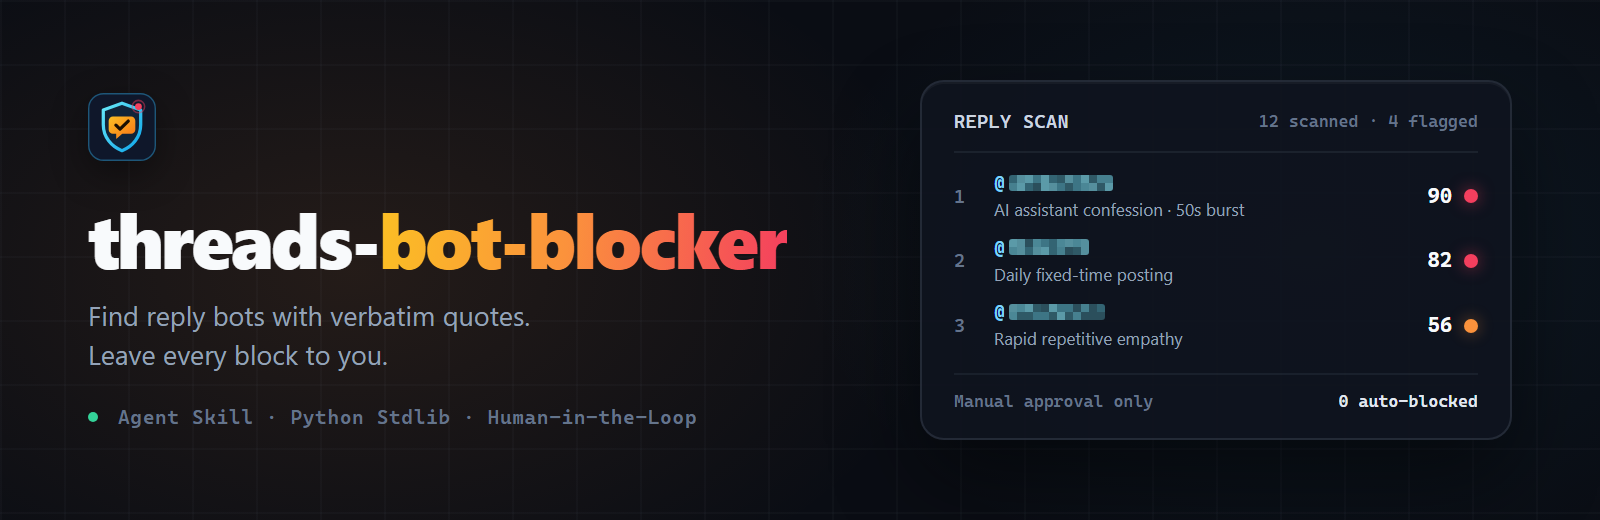 threads-bot-blocker
Find reply bots with verbatim quotes.
Leave every block to you.
Agent Skill · Python Stdlib · Human-in-the-Loop
REPLY SCAN 12 scanned · 4 flagged
1 @ 90
AI assistant confession · 50s burst
2 @ 82
Daily fixed-time posting
3 @ 56
Rapid repetitive empathy
Manual approval only 0 auto-blocked